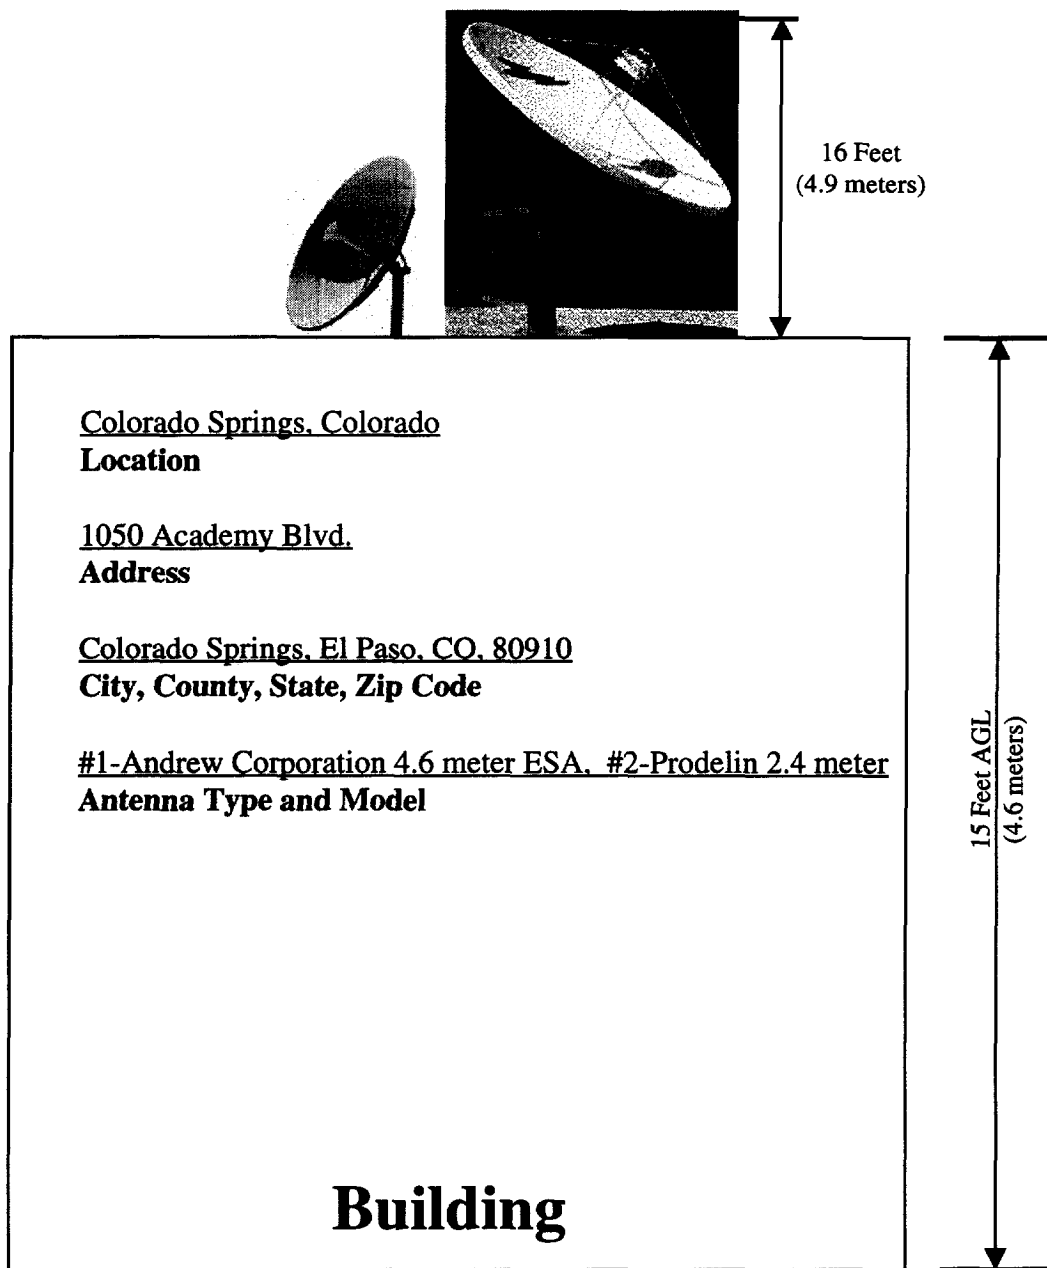 16 Feet
(4.9 meters)
Colorado Springs, Colorado
Location
1050 Academy Blvd.
Address
Colorado Springs, El Paso, CO, 80910
City, County, State, Zip Code
#1-Andrew Corporation 4.6 meter ESA, #2-Prodelin 2.4 meter
Antenna Type and Model
15 Feet AGL
(4.6 meters)
Building